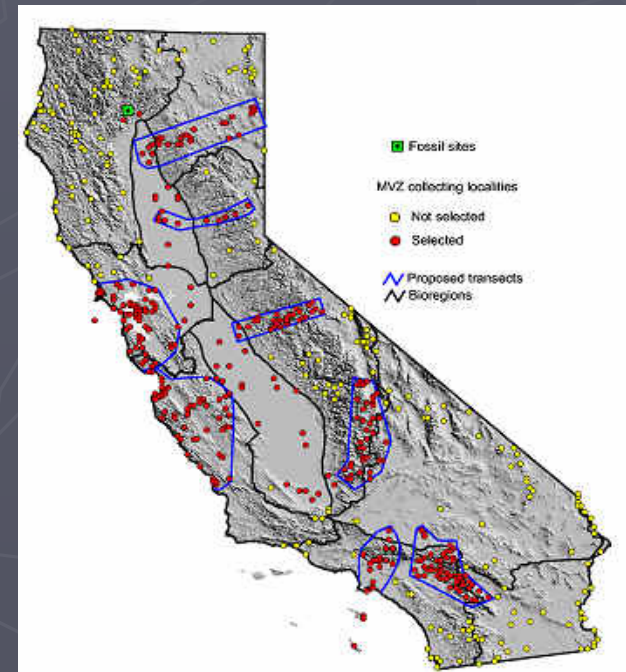 Fossil sites
MVZ collecting localities
Not selected
Selected
Proposed transects
Bioregions